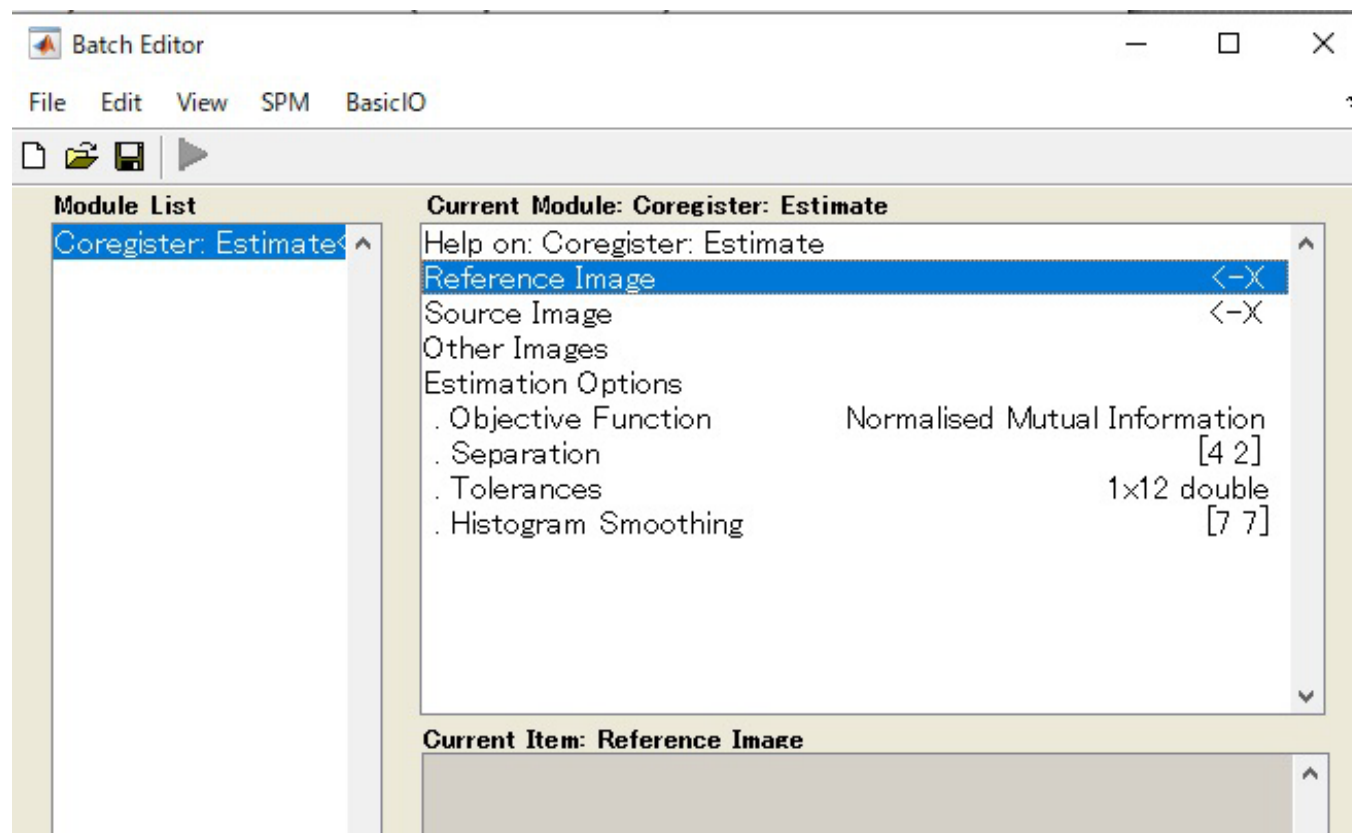 Batch Editor
File Edit View SPM BasicIO
Module List
Coregister: Estimate<
Current Module: Coregister: Estimate
Help on: Coregister: Estimate
Reference Image <-X
Source Image <-X
Other Images
Estimation Options
. Objective Function Normalised Mutual Information
. Separation [4 2]
. Tolerances 1x12 double
. Histogram Smoothing [7 7]
Current Item: Reference Image